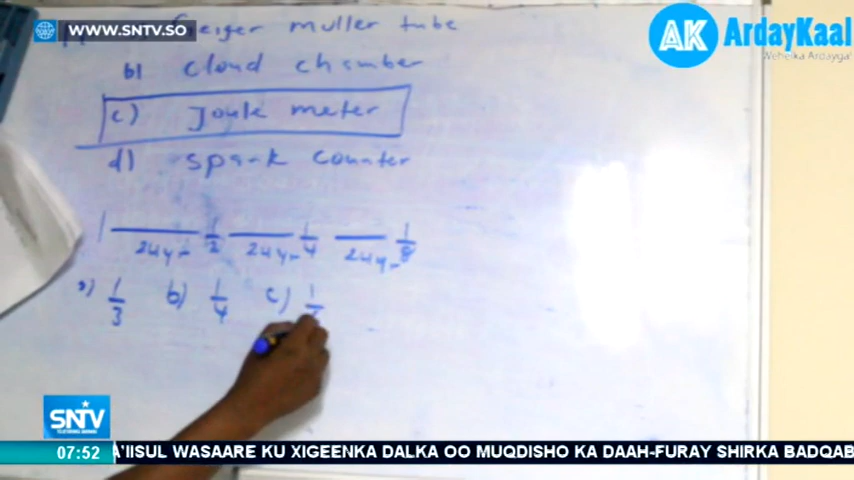 WWW.SNTV.SO
Geiger muller tube
AK ArdayKaal
b) cloud chamber
c) Joule meter
d) spark counter
1 ——— 1/2 ——— 1/4 ——— 1/8
24yr 24yr 24yr
a) 1/3 b) 1/4 c) 1/
SNTV
07:52 A'IISUL WASAARE KU XIGEENKA DALKA OO MUQDISHO KA DAAH-FURAY SHIRKA BADQAB